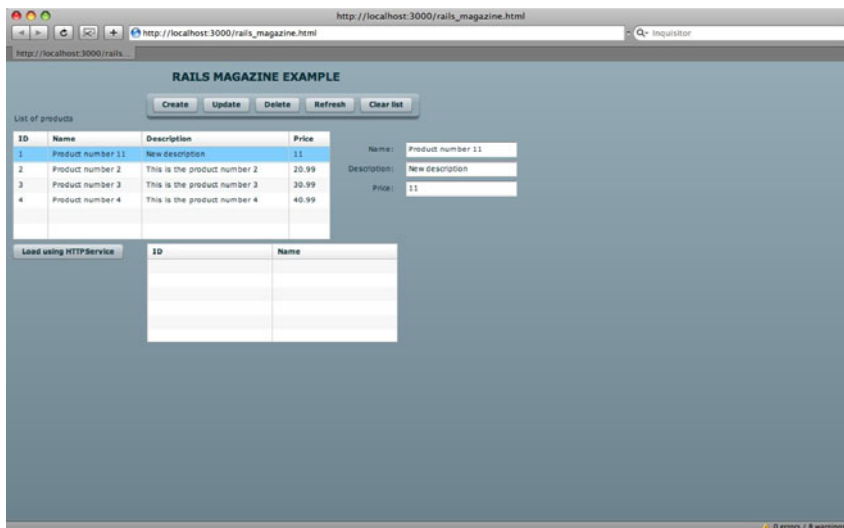 http://localhost:3000/rails_magazine.html
http://localhost:3000/rails_magazine.html
Inquisitor
http://localhost:3000/rails...
RAILS MAGAZINE EXAMPLE
Create Update Delete Refresh Clear list
List of products
ID Name Description Price
1 Product number 11 New description 11
2 Product number 2 This is the product number 2 20.99
3 Product number 3 This is the product number 3 30.99
4 Product number 4 This is the product number 4 40.99
Name: Product number 11
Description: New description
Price: 11
Load using HTTPService
ID Name
0 errors / 8 warnings